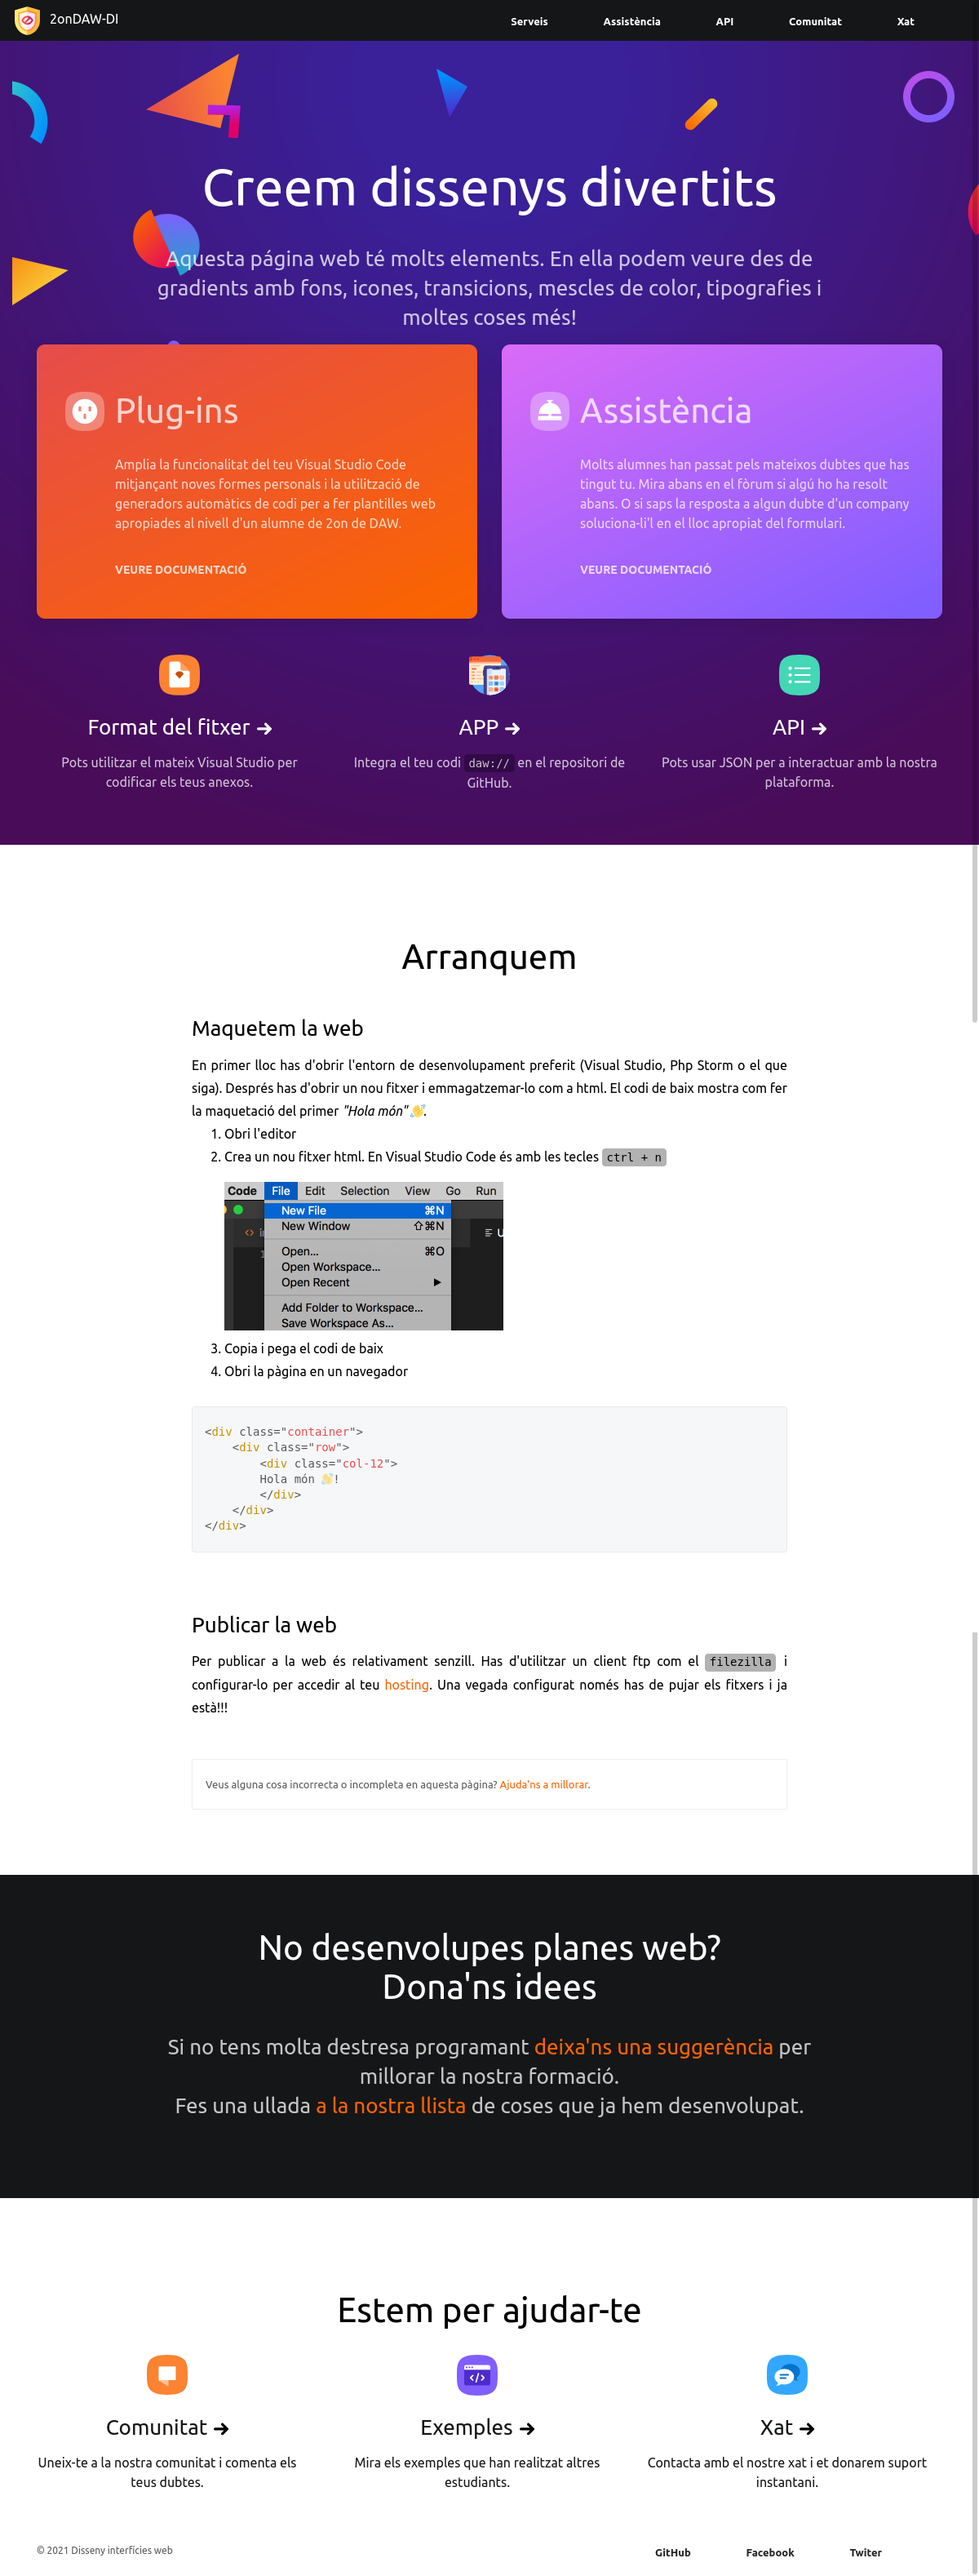 2onDAW-DI
Serveis Assistència API Comunitat Xat
Creem dissenys divertits
Aquesta página web té molts elements. En ella podem veure des de
gradients amb fons, icones, transicions, mescles de color, tipografies i
moltes coses més!
Plug-ins
Amplia la funcionalitat del teu Visual Studio Code
mitjançant noves formes personals i la utilització de
generadors automàtics de codi per a fer plantilles web
apropiades al nivell d'un alumne de 2on de DAW.
VEURE DOCUMENTACIÓ
Assistència
Molts alumnes han passat pels mateixos dubtes que has
tingut tu. Mira abans en el fòrum si algú ho ha resolt
abans. O si saps la resposta a algun dubte d'un company
soluciona-li'l en el lloc apropiat del formulari.
VEURE DOCUMENTACIÓ
Format del fitxer →
Pots utilitzar el mateix Visual Studio per
codificar els teus anexos.
APP →
Integra el teu codi daw:// en el repositori de
GitHub.
API →
Pots usar JSON per a interactuar amb la nostra
plataforma.
Arranquem
Maquetem la web
En primer lloc has d'obrir l'entorn de desenvolupament preferit (Visual Studio, Php Storm o el que
siga). Després has d'obrir un nou fitxer i emmagatzemar-lo com a html. El codi de baix mostra com fer
la maquetació del primer "Hola món" 👋.
1. Obri l'editor
2. Crea un nou fitxer html. En Visual Studio Code és amb les tecles ctrl + n
Code File Edit Selection View Go Run
New File ⌘N
New Window ⇧⌘N
Open... ⌘O
Open Workspace...
Open Recent ▶
Add Folder to Workspace...
Save Workspace As...
3. Copia i pega el codi de baix
4. Obri la pàgina en un navegador
<div class="container">
<div class="row">
<div class="col-12">
Hola món 👋!
</div>
</div>
</div>
Publicar la web
Per publicar a la web és relativament senzill. Has d'utilitzar un client ftp com el filezilla i
configurar-lo per accedir al teu hosting. Una vegada configurat només has de pujar els fitxers i ja
està!!!
Veus alguna cosa incorrecta o incompleta en aquesta pàgina? Ajuda'ns a millorar.
No desenvolupes planes web?
Dona'ns idees
Si no tens molta destresa programant deixa'ns una suggerència per
millorar la nostra formació.
Fes una ullada a la nostra llista de coses que ja hem desenvolupat.
Estem per ajudar-te
Comunitat →
Uneix-te a la nostra comunitat i comenta els
teus dubtes.
Exemples →
Mira els exemples que han realitzat altres
estudiants.
Xat →
Contacta amb el nostre xat i et donarem suport
instantani.
© 2021 Disseny interfícies web
GitHub Facebook Twiter